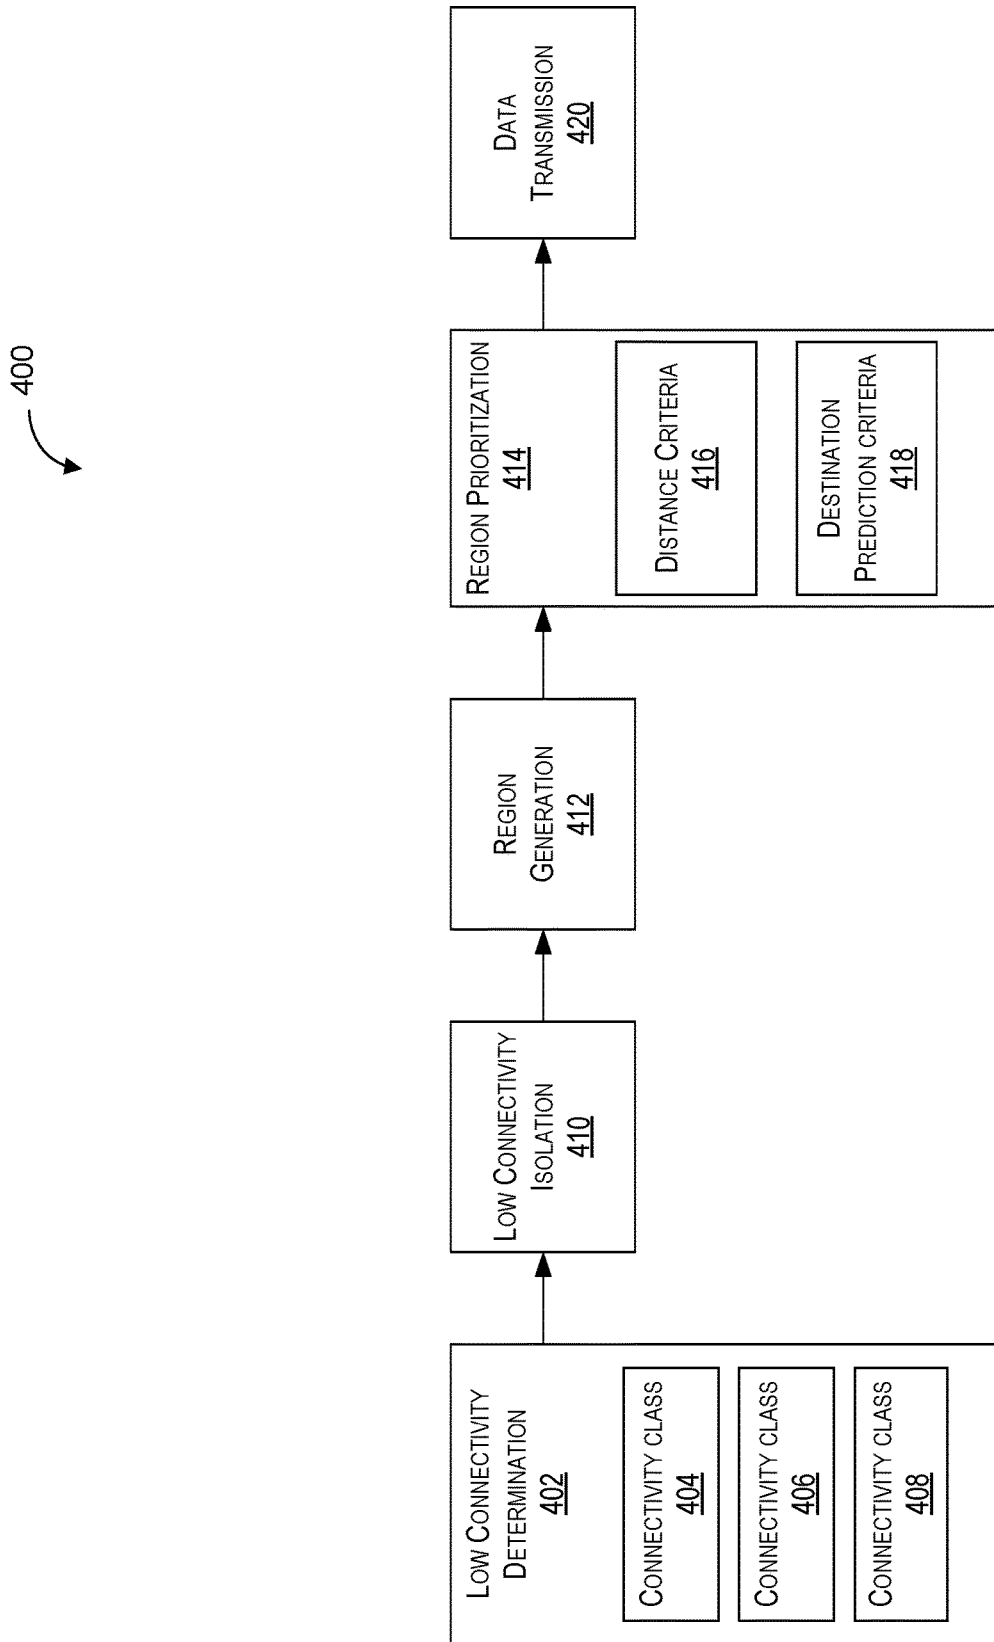 400
LOW CONNECTIVITY
DETERMINATION
402
CONNECTIVITY CLASS
404
CONNECTIVITY CLASS
406
CONNECTIVITY CLASS
408
LOW CONNECTIVITY
ISOLATION
410
REGION
GENERATION
412
REGION PRIORITIZATION
414
DISTANCE CRITERIA
416
DESTINATION
PREDICTION CRITERIA
418
DATA
TRANSMISSION
420